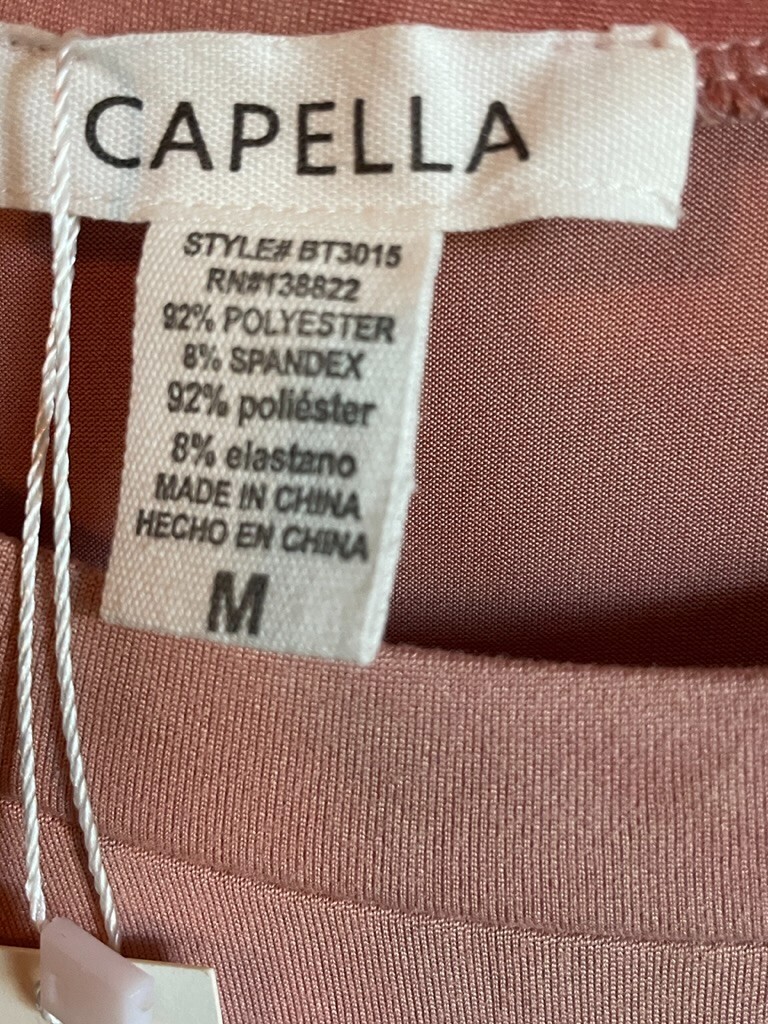 CAPELLA
STYLE# BT3015
RN#138822
92% POLYESTER
8% SPANDEX
92% poliéster
8% elastano
MADE IN CHINA
HECHO EN CHINA
M